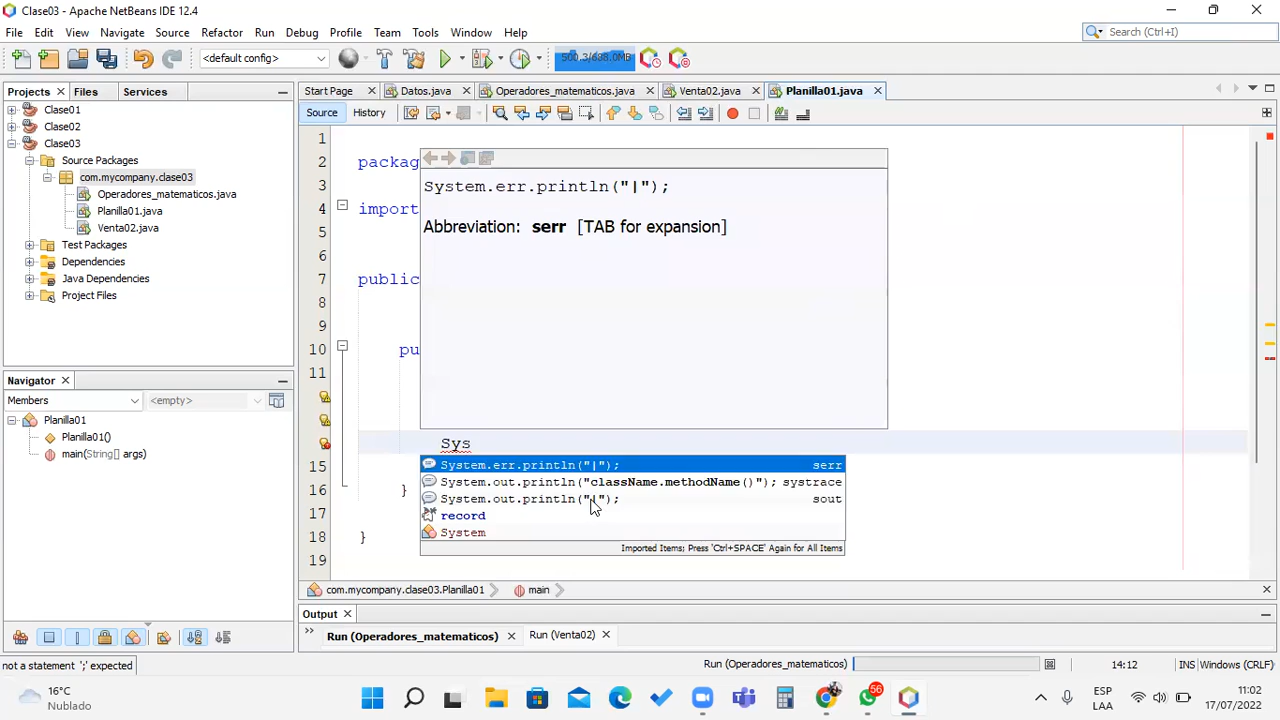 Clase03 - Apache NetBeans IDE 12.4
File Edit View Navigate Source Refactor Run Debug Profile Team Tools Window Help
Search (Ctrl+I)
<default config>
500.3/638.0MB
Projects
Files
Services
Start Page
Datos.java
Operadores_matematicos.java
Venta02.java
Planilla01.java
Source
History
Clase01
Clase02
Clase03
Source Packages
com.mycompany.clase03
Operadores_matematicos.java
Planilla01.java
Venta02.java
Test Packages
Dependencies
Java Dependencies
Project Files
Navigator
Members
<empty>
Planilla01
Planilla01()
main(String[] args)
1
2 packag
3
4 import
5
6
7 public
8
9
10 pu
11
Sys
15
16 }
17
18 }
19
System.err.println("|");
Abbreviation: serr [TAB for expansion]
System.err.println("|"); serr
System.out.println("className.methodName()"); systrace
System.out.println("|"); sout
record
System
Imported Items; Press 'Ctrl+SPACE' Again for All Items
com.mycompany.clase03.Planilla01
main
Output
Run (Operadores_matematicos)
Run (Venta02)
not a statement ';' expected
Run (Operadores_matematicos)
14:12
INS
Windows (CRLF)
16°C
Nublado
56
ESP
LAA
11:02
17/07/2022